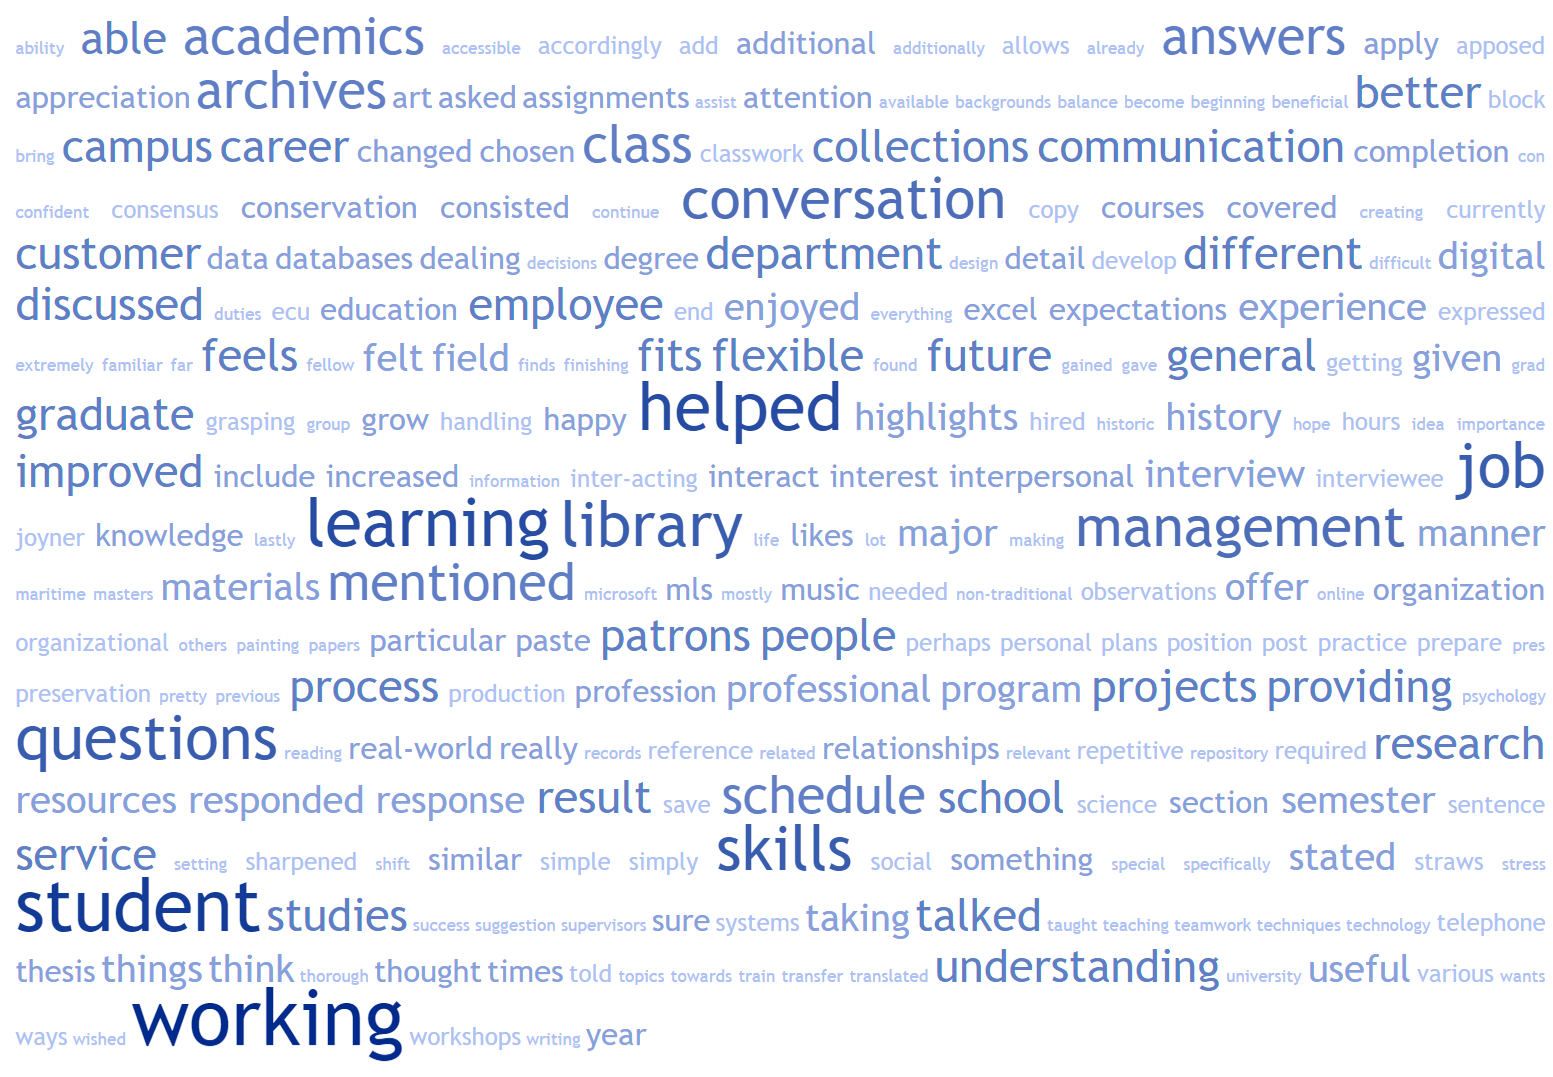 ability able academics accessible accordingly add additional additionally allows already answers apply apposed
appreciation archives art asked assignments assist attention available backgrounds balance become beginning beneficial better block
bring campus career changed chosen class classwork collections communication completion con
confident consensus conservation consisted continue conversation copy courses covered creating currently
customer data databases dealing decisions degree department design detail develop different difficult digital
discussed duties ecu education employee end enjoyed everything excel expectations experience expressed
extremely familiar far feels fellow felt field finds finishing fits flexible found future gained gave general getting given grad
graduate grasping group grow handling happy helped highlights hired historic history hope hours idea importance
improved include increased information inter-acting interact interest interpersonal interview interviewee job
joyner knowledge lastly learning library life likes lot major making management manner
maritime masters materials mentioned microsoft mls mostly music needed non-traditional observations offer online organization
organizational others painting papers particular paste patrons people perhaps personal plans position post practice prepare pres
preservation pretty previous process production profession professional program projects providing psychology
questions reading real-world really records reference related relationships relevant repetitive repository required research
resources responded response result save schedule school science section semester sentence
service setting sharpened shift similar simple simply skills social something special specifically stated straws stress
student studies success suggestion supervisors sure systems taking talked taught teaching teamwork techniques technology telephone
thesis things think thorough thought times told topics towards train transfer translated understanding university useful various wants
ways wished working workshops writing year